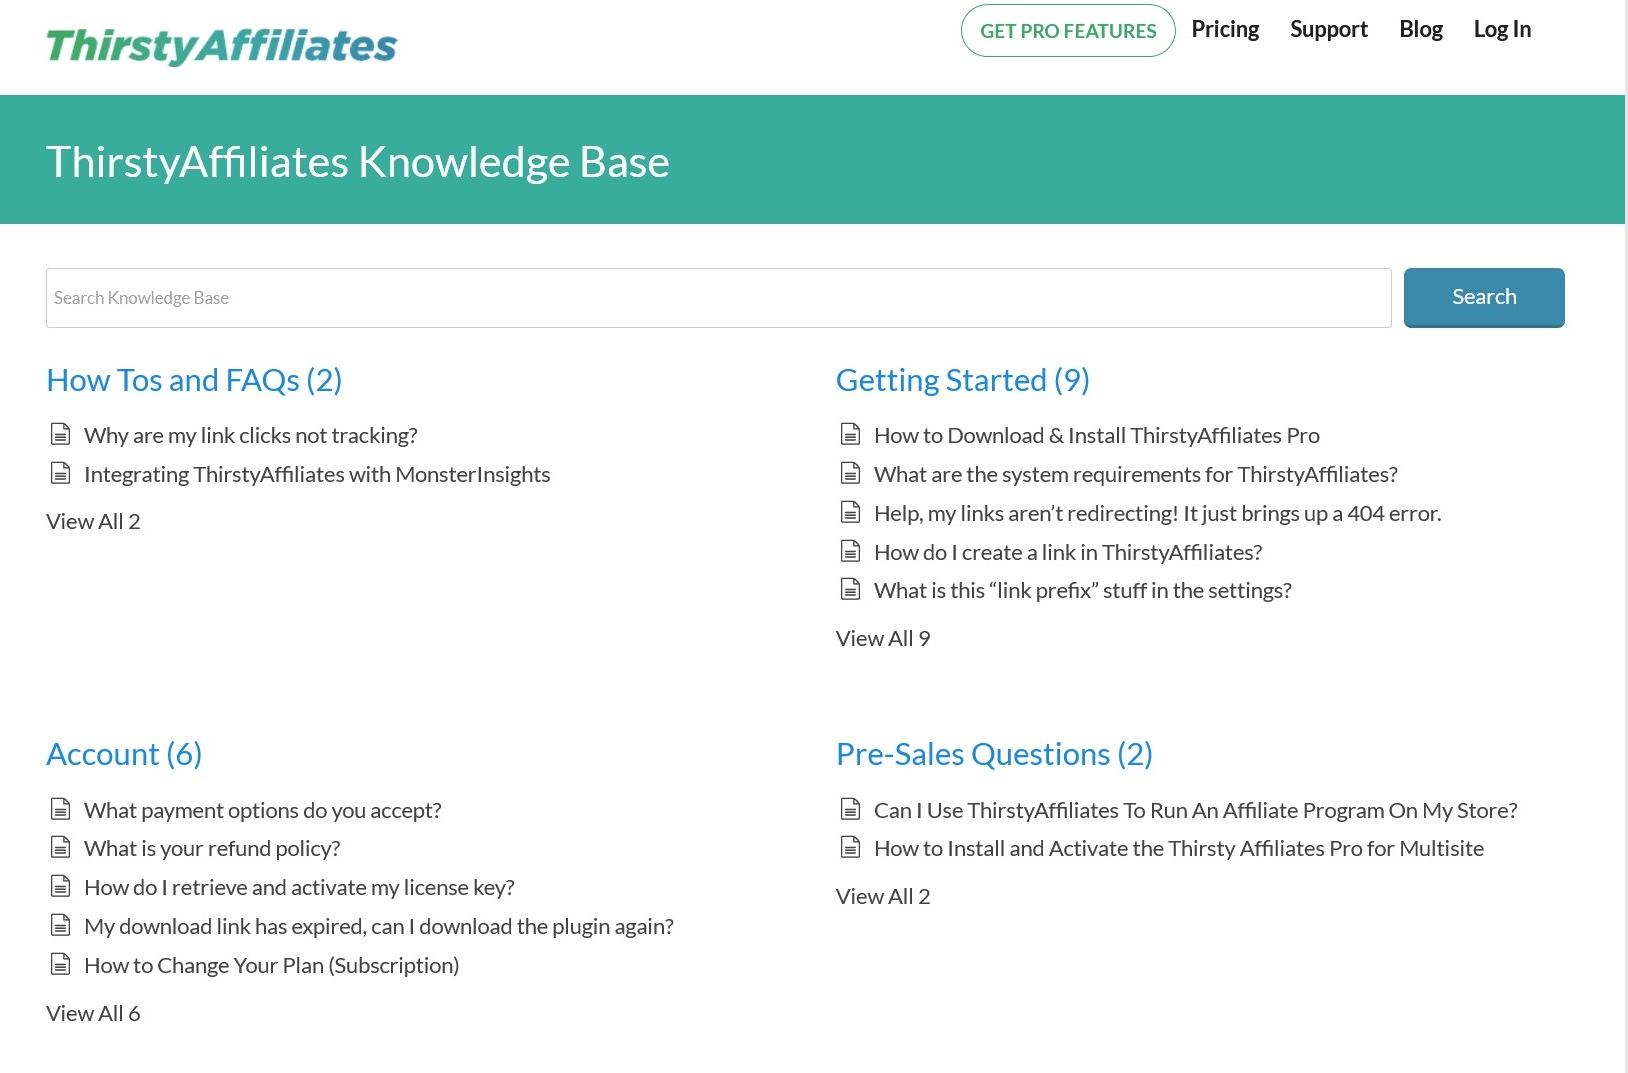 ThirstyAffiliates
GET PRO FEATURES
Pricing
Support
Blog
Log In
ThirstyAffiliates Knowledge Base
Search Knowledge Base
Search
How Tos and FAQs (2)
Why are my link clicks not tracking?
Integrating ThirstyAffiliates with MonsterInsights
View All 2
Getting Started (9)
How to Download & Install ThirstyAffiliates Pro
What are the system requirements for ThirstyAffiliates?
Help, my links aren’t redirecting! It just brings up a 404 error.
How do I create a link in ThirstyAffiliates?
What is this “link prefix” stuff in the settings?
View All 9
Account (6)
What payment options do you accept?
What is your refund policy?
How do I retrieve and activate my license key?
My download link has expired, can I download the plugin again?
How to Change Your Plan (Subscription)
View All 6
Pre-Sales Questions (2)
Can I Use ThirstyAffiliates To Run An Affiliate Program On My Store?
How to Install and Activate the Thirsty Affiliates Pro for Multisite
View All 2